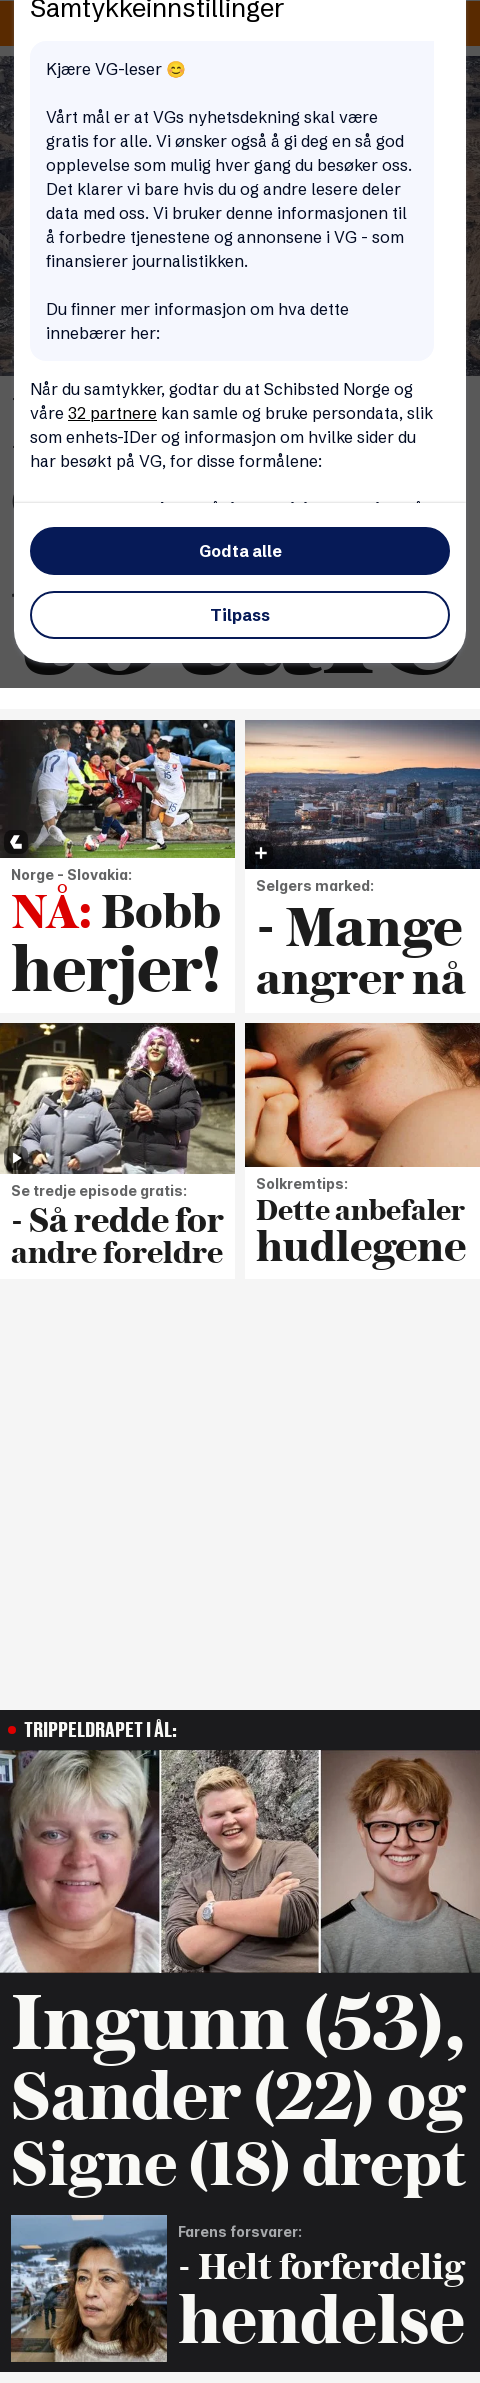 Samtykkeinnstillinger
Kjære VG-leser 😊
Vårt mål er at VGs nyhetsdekning skal være
gratis for alle. Vi ønsker også å gi deg en så god
opplevelse som mulig hver gang du besøker oss.
Det klarer vi bare hvis du og andre lesere deler
data med oss. Vi bruker denne informasjonen til
å forbedre tjenestene og annonsene i VG - som
finansierer journalistikken.
Du finner mer informasjon om hva dette
innebærer her:
Når du samtykker, godtar du at Schibsted Norge og
våre 32 partnere kan samle og bruke persondata, slik
som enhets-IDer og informasjon om hvilke sider du
har besøkt på VG, for disse formålene:
Godta alle
Tilpass
Norge - Slovakia:
NÅ: Bobb
herjer!
Selgers marked:
- Mange
angrer nå
Se tredje episode gratis:
- Så redde for
andre foreldre
Solkremtips:
Dette anbefaler
hudlegene
TRIPPELDRAPET I ÅL:
Ingunn (53),
Sander (22) og
Signe (18) drept
Farens forsvarer:
- Helt forferdelig
hendelse